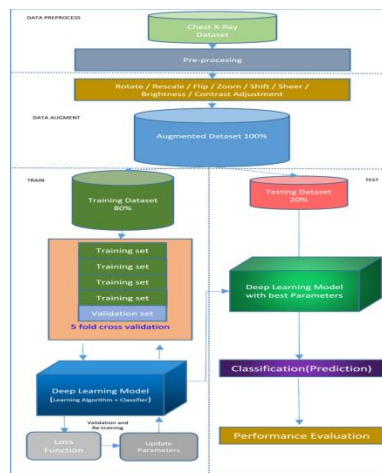 DATA PREPROCESS
Chest X-Ray
Dataset
Pre-procesing
Rotate / Rescale / Flip / Zoom / Shift / Sheer /
Brightness / Contrast Adjustment
DATA AUGMENT
Augmented Dataset 100%
TRAIN
TEST
Training Dataset
80%
Testing Dataset
20%
Training set
Training set
Training set
Training set
Validation set
5 fold cross validation
Deep Learning Model
with best Parameters
Deep Learning Model
(Learning Algorithm + Classifier)
Classification(Prediction)
Validation and
Re-training
Loss
Function
Update
Parameters
Performance Evaluation